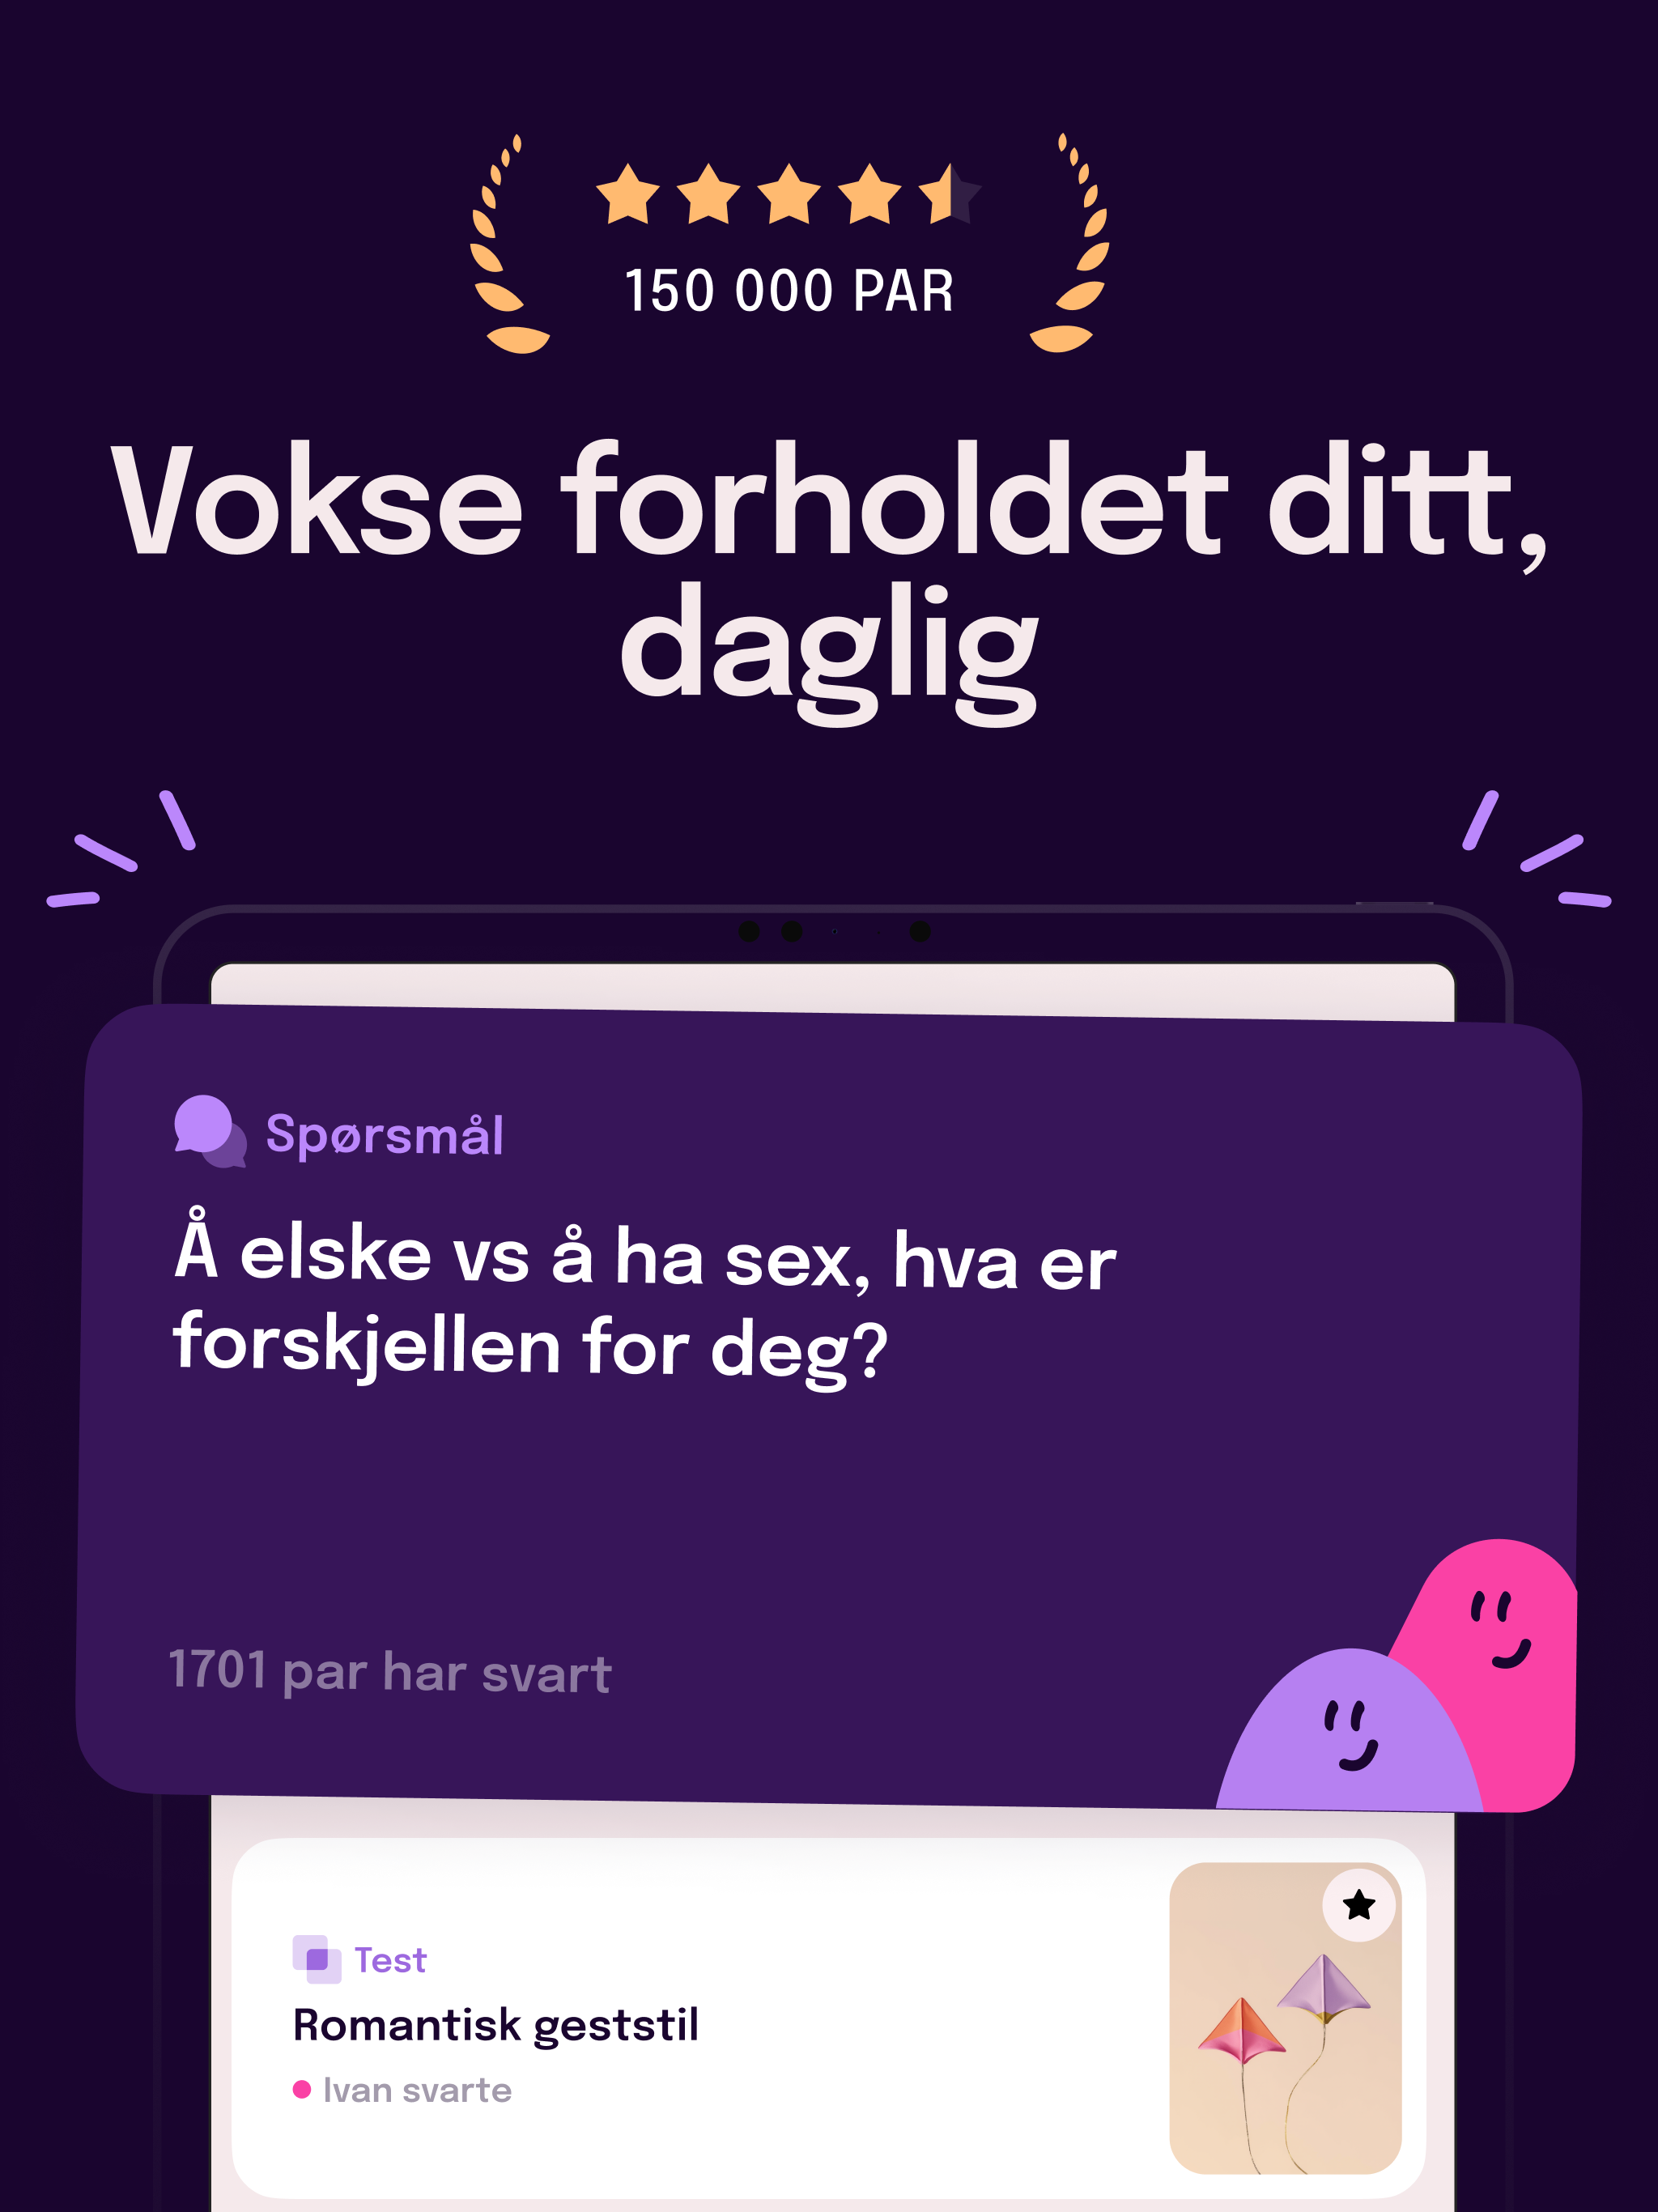 150 000 PAR
Vokse forholdet ditt,
daglig
Spørsmål
Å elske vs å ha sex, hva er
forskjellen for deg?
1701 par har svart
Test
Romantisk geststil
Ivan svarte